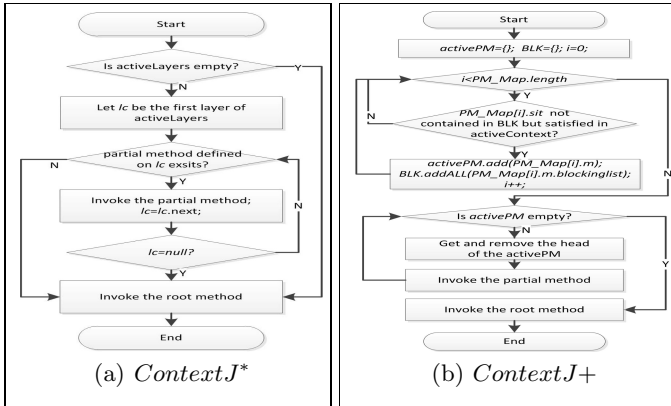 Start
Is activeLayers empty?
Y
N
Let lc be the first layer of
activeLayers
partial method defined
on lc exsits?
N
Y
Invoke the partial method;
lc=lc.next;
N
lc=null?
Y
Invoke the root method
End
(a) ContextJ*
Start
activePM={}; BLK={}; i=0;
i<PM_Map.length
Y
N
PM_Map[i].sit not
contained in BLK but satisfied in
activeContext?
Y
activePM.add(PM_Map[i].m);
BLK.addALL(PM_Map[i].m.blockinglist);
i++;
N
Is activePM empty?
N
Get and remove the head
of the activePM
Y
Invoke the partial method
Invoke the root method
End
(b) ContextJ+